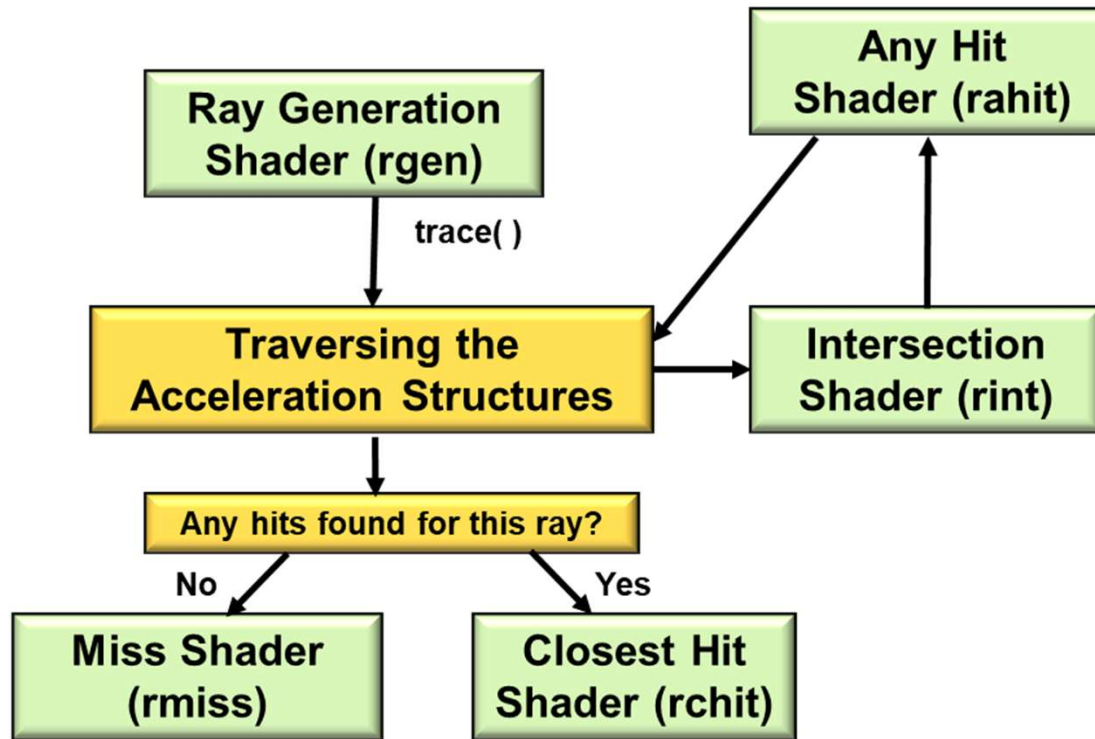 Ray Generation
Shader (rgen)
Any Hit
Shader (rahit)
trace( )
Traversing the
Acceleration Structures
Intersection
Shader (rint)
Any hits found for this ray?
No
Yes
Miss Shader
(rmiss)
Closest Hit
Shader (rchit)